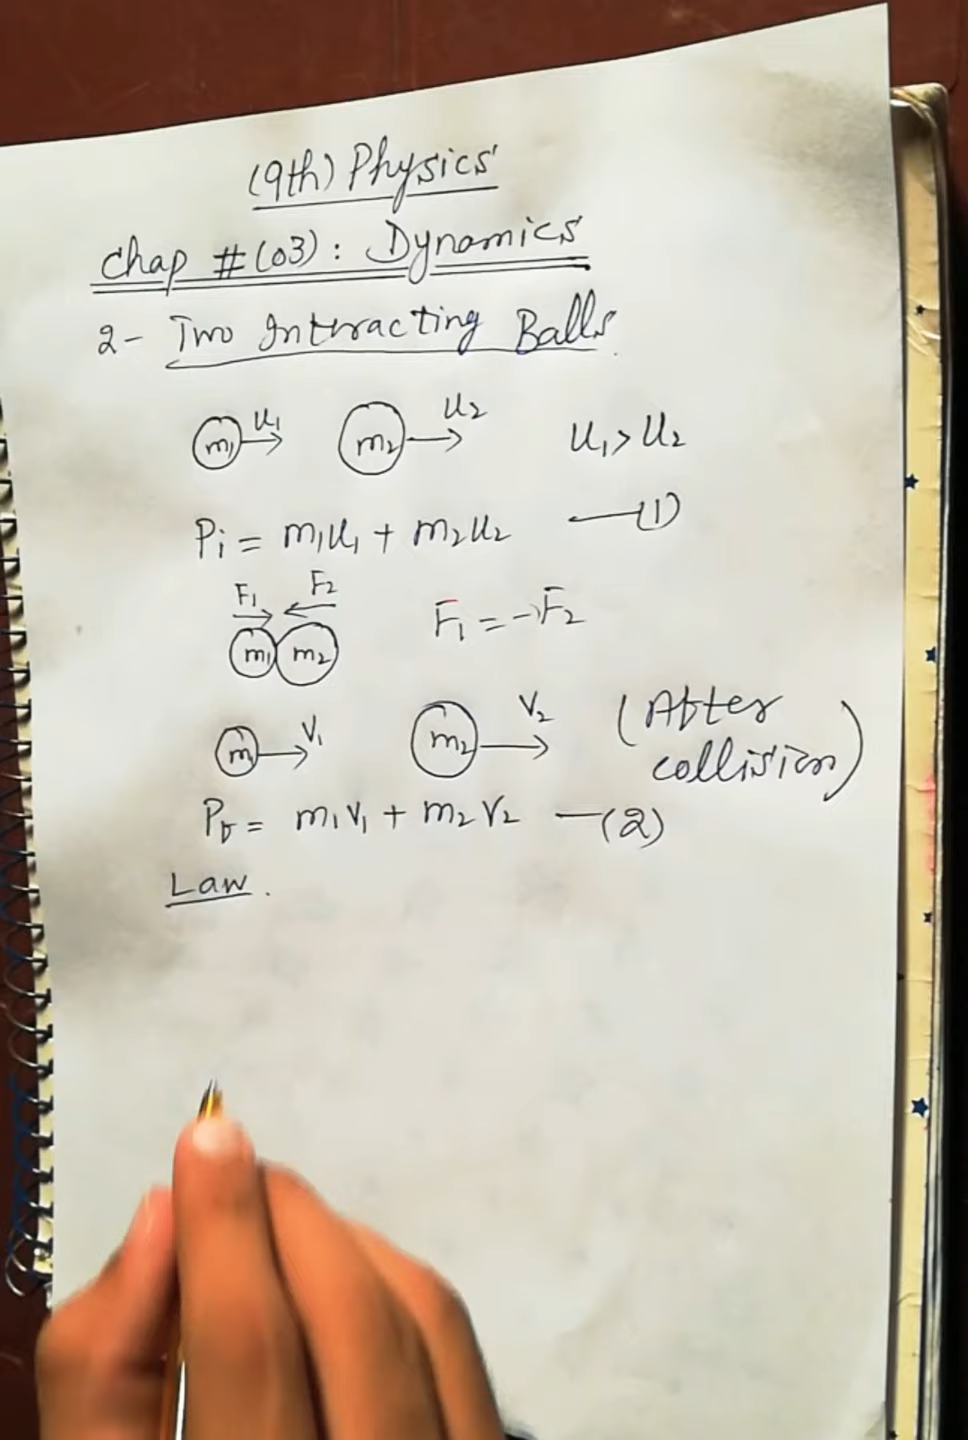 (9th) Physics
Chap #(03): Dynamics
2- Two Interacting Balls.
m₁ u₁ m₂ u₂ u₁>u₂
Pi = m₁u₁ + m₂u₂ —(1)
F₁ F₂
m₁ m₂ F₁ = -F₂
m v₁ m₂ v₂ (After
collision)
Pf = m₁v₁ + m₂v₂ —(2)
Law.